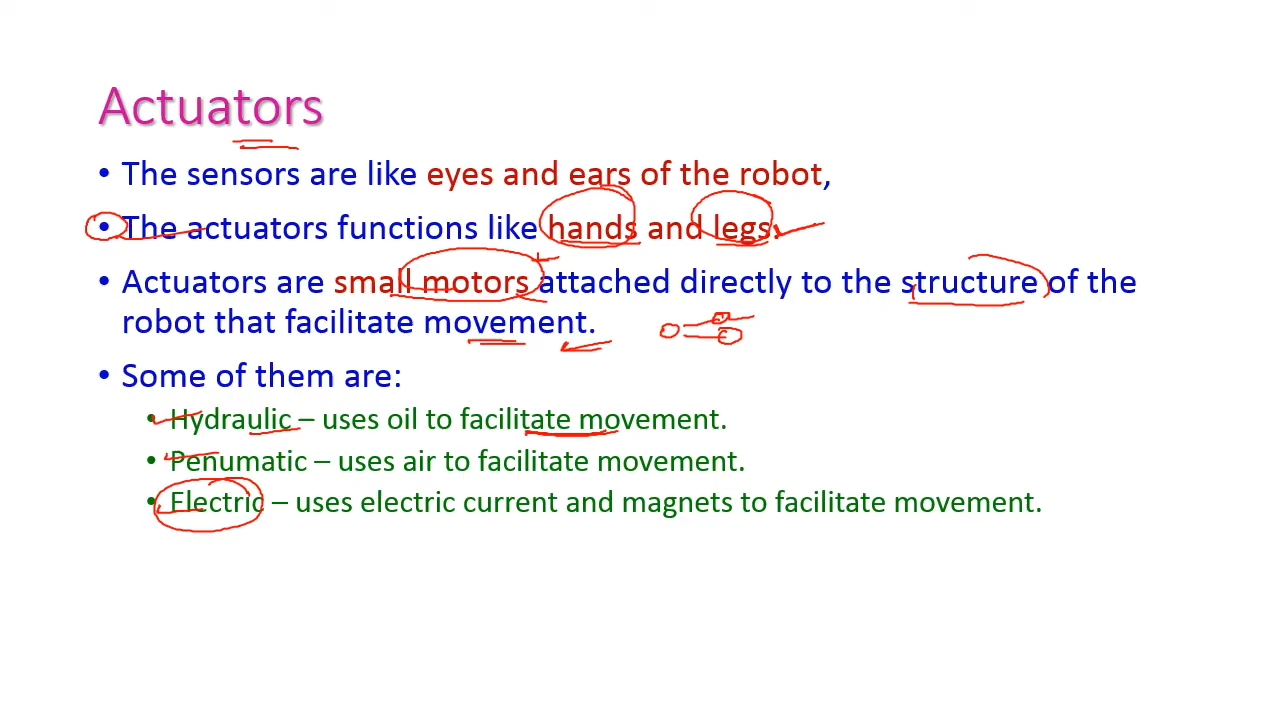 Actuators
• The sensors are like eyes and ears of the robot,
• The actuators functions like hands and legs.
• Actuators are small motors attached directly to the structure of the
robot that facilitate movement.
• Some of them are:
• Hydraulic – uses oil to facilitate movement.
• Penumatic – uses air to facilitate movement.
• Electric – uses electric current and magnets to facilitate movement.